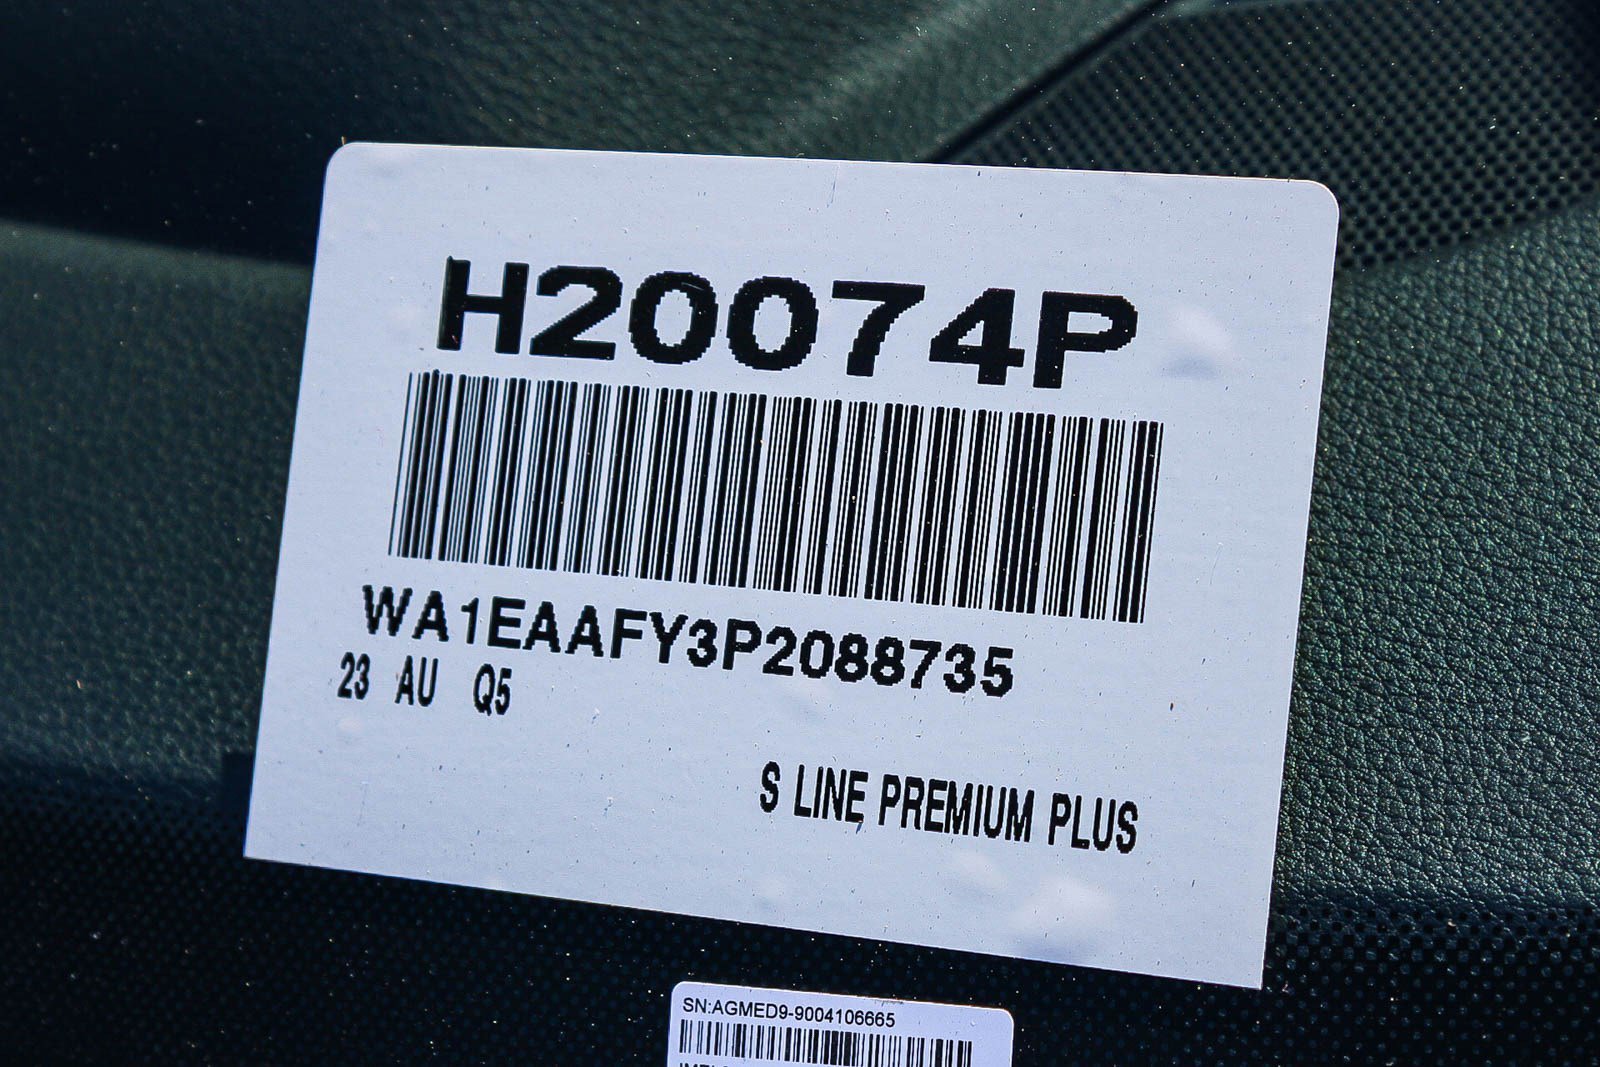 H20074P
WA1EAAFY3P2088735
23 AU Q5
S LINE PREMIUM PLUS
SN:AGMED9-9004106665